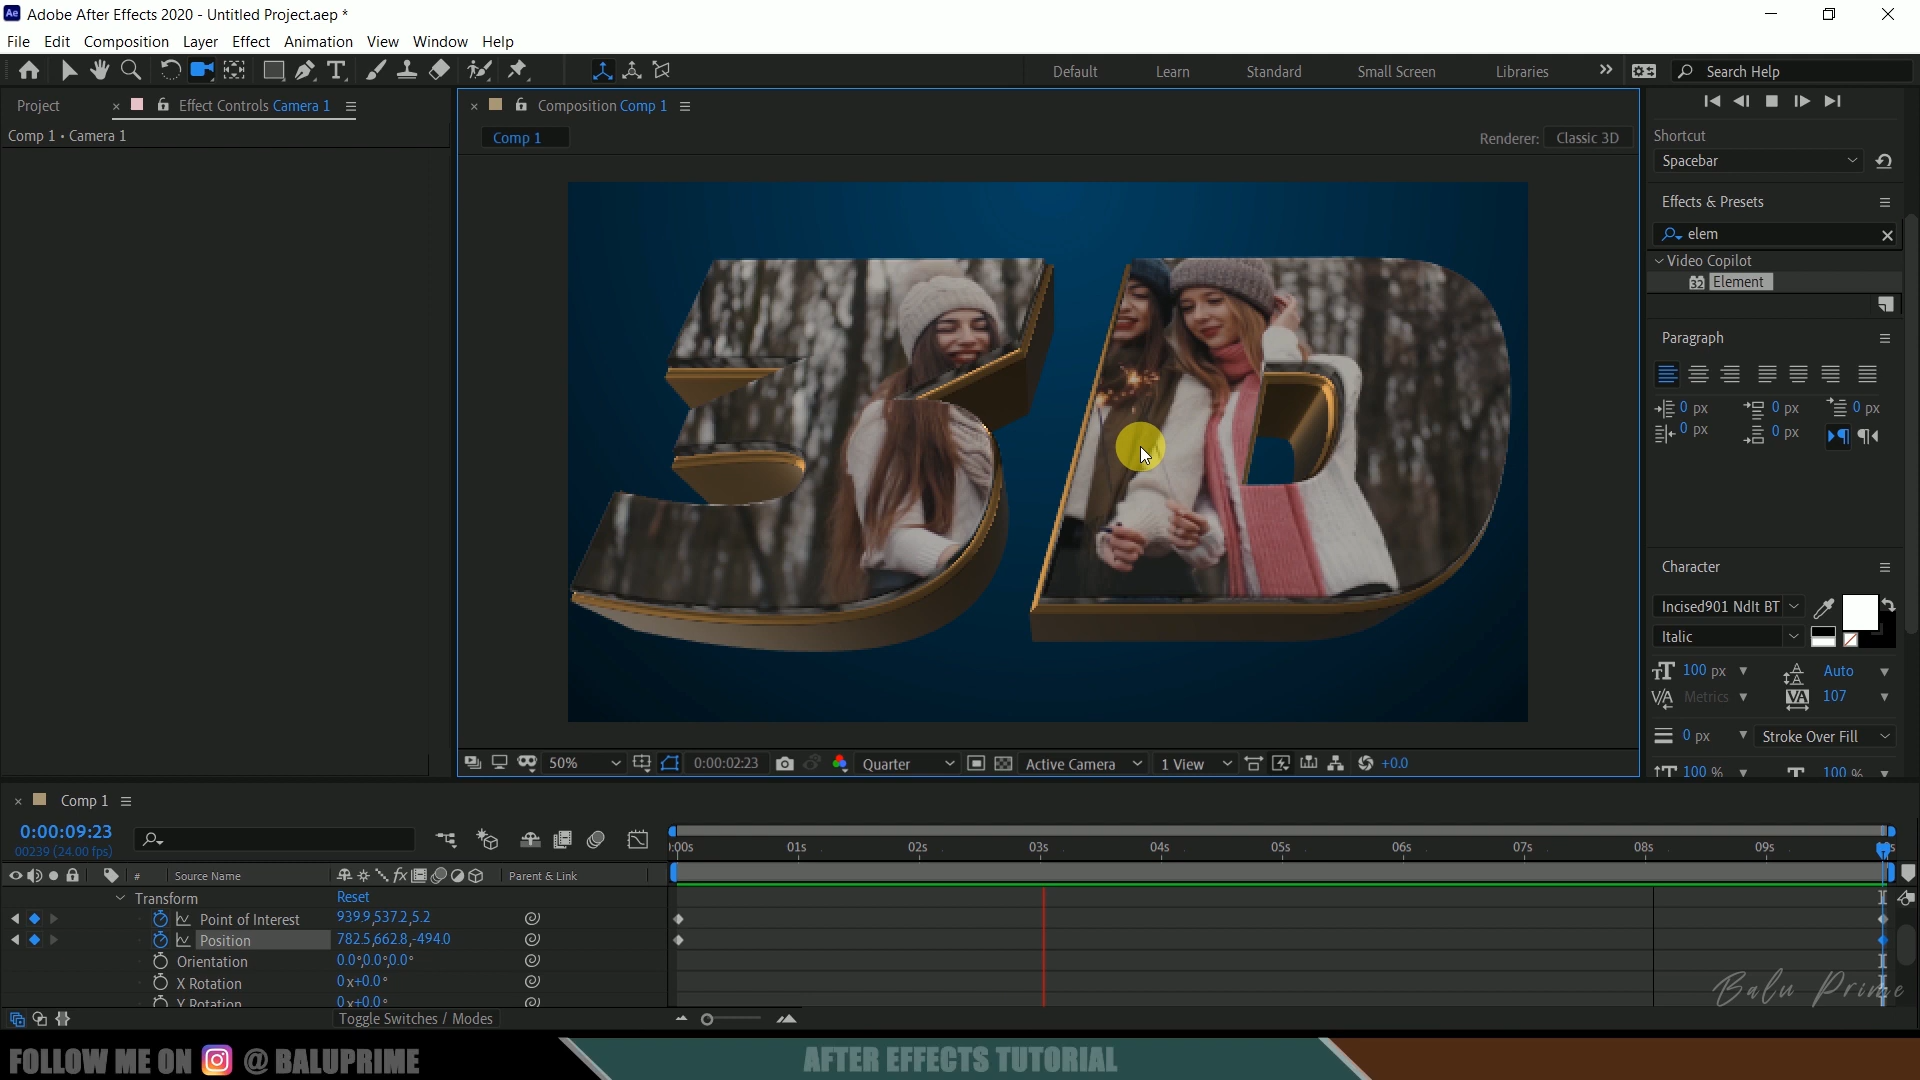 Ae Adobe After Effects 2020 - Untitled Project.aep *
File Edit Composition Layer Effect Animation View Window Help
Default Learn Standard Small Screen Libraries Search Help
Project Effect Controls Camera 1 Composition Comp 1
Comp 1 • Camera 1
Comp 1 Renderer: Classic 3D
Shortcut
Spacebar
Effects & Presets
elem
Video Copilot
32 Element
Paragraph
0 px 0 px 0 px
0 px 0 px
3D
Character
Incised901 NdIt BT
Italic
100 px Auto
Metrics 107
0 px Stroke Over Fill
100 % 100 %
50% 0:00:02:23 Quarter Active Camera 1 View +0.0
Comp 1
0:00:09:23
00239 (24.00 fps)
:00s 01s 02s 03s 04s 05s 06s 07s 08s 09s
# Source Name Parent & Link
Transform Reset
Point of Interest 939.9,537.2,5.2
Position 782.5,662.8,-494.0
Orientation 0.0°,0.0°,0.0°
X Rotation 0x+0.0°
Y Rotation 0x+0.0°
Toggle Switches / Modes
Balu Prime
FOLLOW ME ON @ BALUPRIME AFTER EFFECTS TUTORIAL